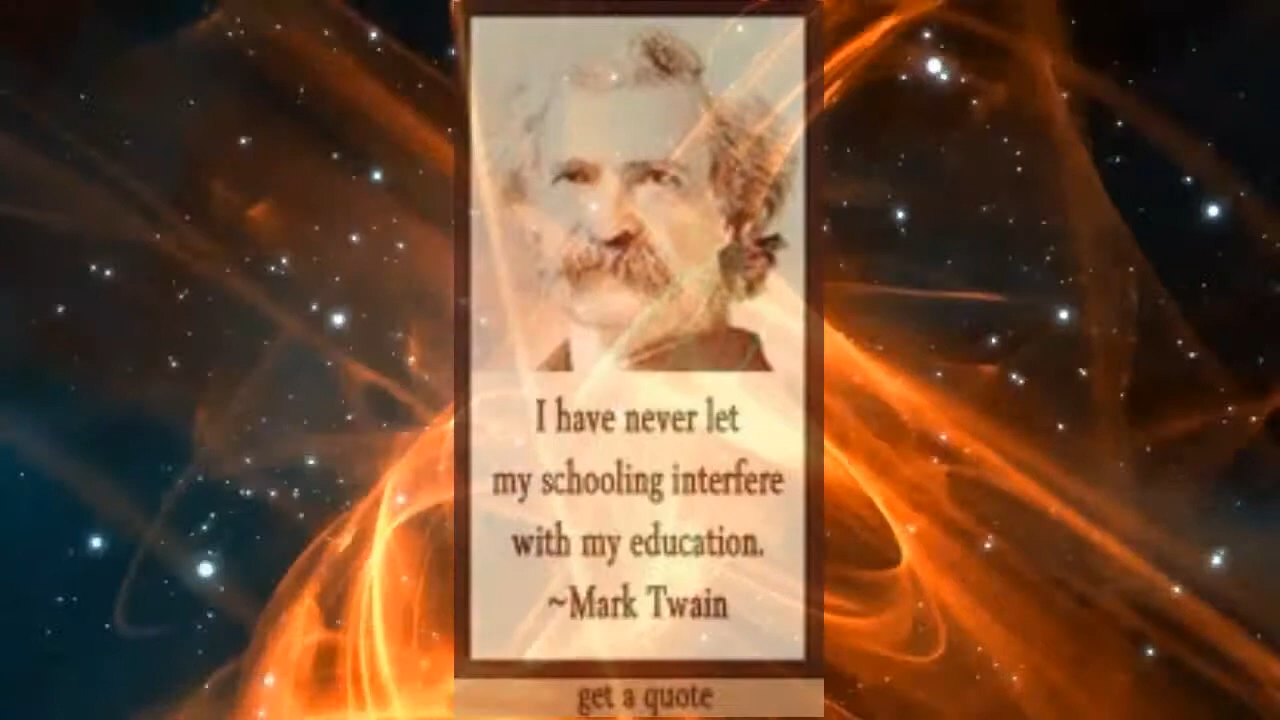 I have never let
my schooling interfere
with my education.
~Mark Twain
get a quote